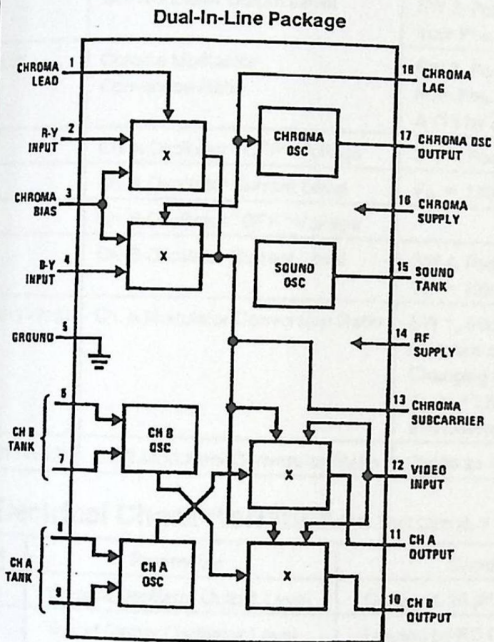 Dual-In-Line Package
CHROMA
LEAD
1
R-Y
INPUT
2
CHROMA
BIAS
3
B-Y
INPUT
4
GROUND
5
CH B
TANK
6
7
CH A
TANK
8
9
X
X
CHROMA
OSC
SOUND
OSC
CH B
OSC
CH A
OSC
X
X
18
CHROMA
LAG
17
CHROMA OSC
OUTPUT
16
CHROMA
SUPPLY
15
SOUND
TANK
14
RF
SUPPLY
13
CHROMA
SUBCARRIER
12
VIDEO
INPUT
11
CH A
OUTPUT
10
CH B
OUTPUT